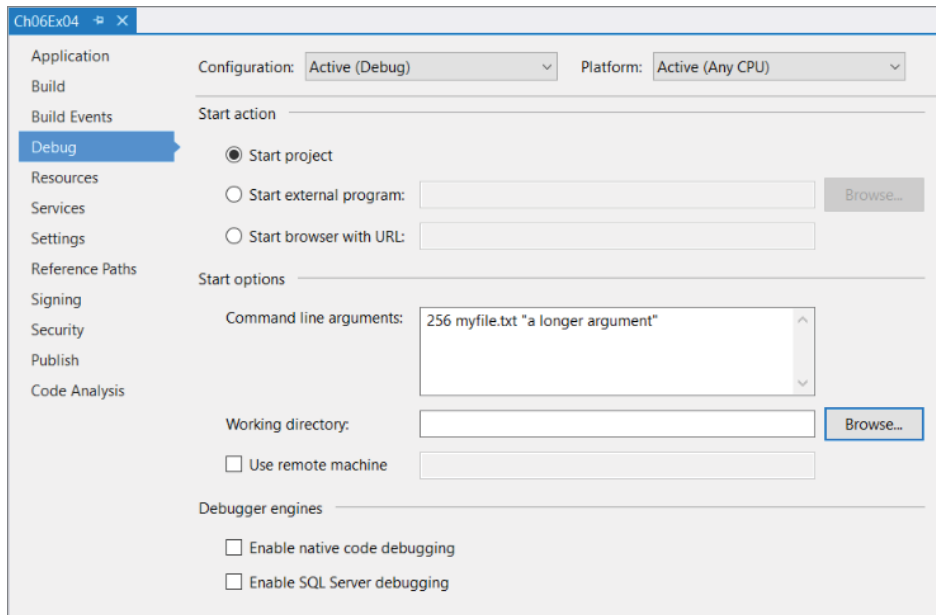 Ch06Ex04
Application
Build
Build Events
Debug
Resources
Services
Settings
Reference Paths
Signing
Security
Publish
Code Analysis
Configuration: Active (Debug) Platform: Active (Any CPU)
Start action
Start project
Start external program: Browse...
Start browser with URL:
Start options
Command line arguments: 256 myfile.txt "a longer argument"
Working directory: Browse...
Use remote machine
Debugger engines
Enable native code debugging
Enable SQL Server debugging